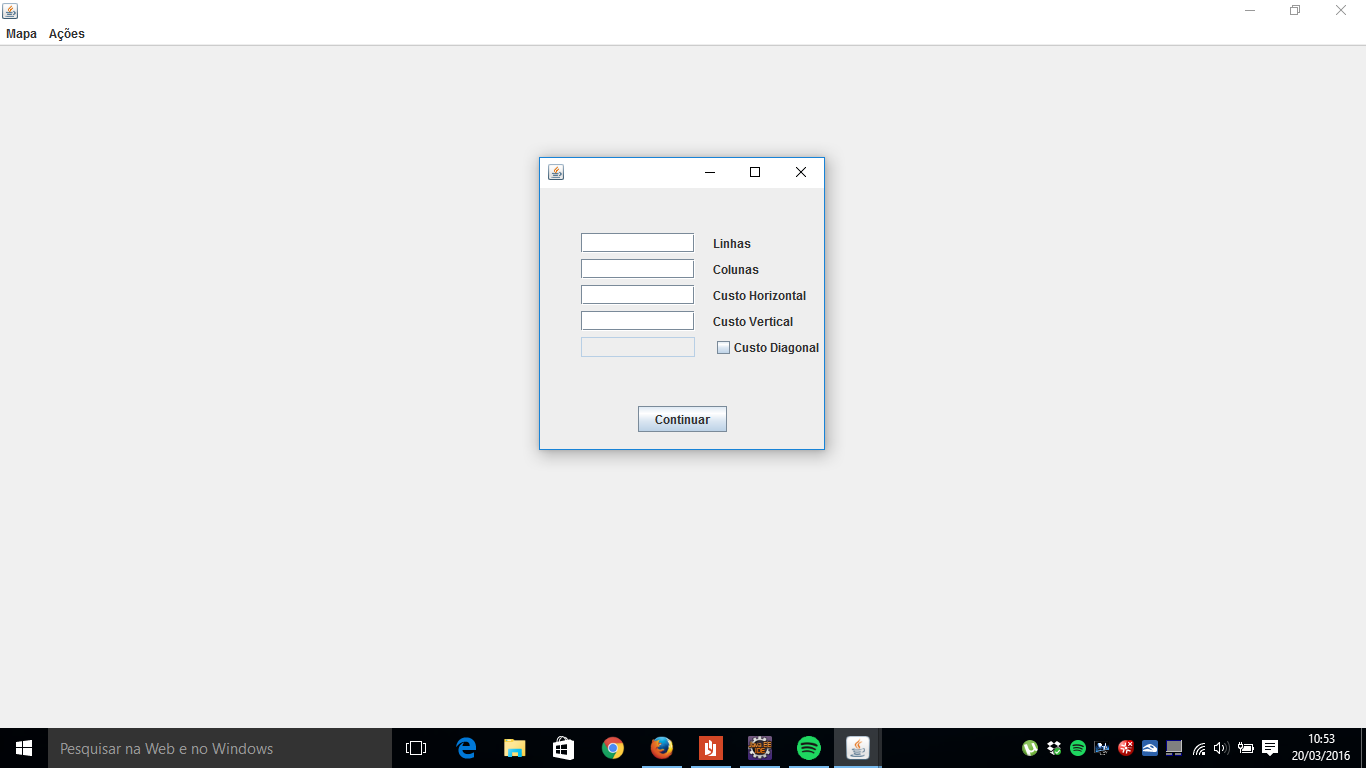 Mapa Ações
Linhas
Colunas
Custo Horizontal
Custo Vertical
Custo Diagonal
Continuar
Pesquisar na Web e no Windows
10:53
20/03/2016